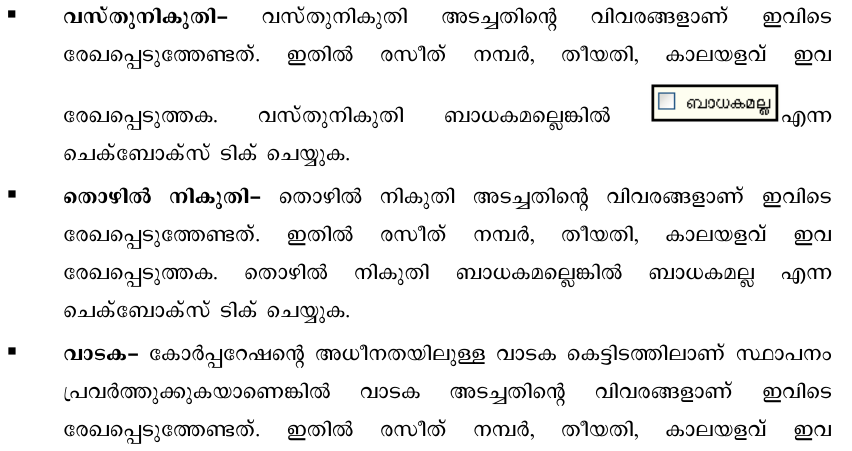 ▪ വസ്തുനികുതി– വസ്തുനികുതി അടച്ചതിന്റെ വിവരങ്ങളാണ് ഇവിടെ
രേഖപ്പെടുത്തേണ്ടത്. ഇതിൽ രസീത് നമ്പർ, തീയതി, കാലയളവ് ഇവ
രേഖപ്പെടുത്തക. വസ്തുനികുതി ബാധകമല്ലെങ്കിൽ ബാധകമല്ല എന്ന
ചെക്ബോക്സ് ടിക് ചെയ്യുക.
▪ തൊഴിൽ നികുതി– തൊഴിൽ നികുതി അടച്ചതിന്റെ വിവരങ്ങളാണ് ഇവിടെ
രേഖപ്പെടുത്തേണ്ടത്. ഇതിൽ രസീത് നമ്പർ, തീയതി, കാലയളവ് ഇവ
രേഖപ്പെടുത്തക. തൊഴിൽ നികുതി ബാധകമല്ലെങ്കിൽ ബാധകമല്ല എന്ന
ചെക്ബോക്സ് ടിക് ചെയ്യുക.
▪ വാടക– കോർപ്പറേഷന്റെ അധീനതയിലുള്ള വാടക കെട്ടിടത്തിലാണ് സ്ഥാപനം
പ്രവർത്തുക്കുകയാണെങ്കിൽ വാടക അടച്ചതിന്റെ വിവരങ്ങളാണ് ഇവിടെ
രേഖപ്പെടുത്തേണ്ടത്. ഇതിൽ രസീത് നമ്പർ, തീയതി, കാലയളവ് ഇവ